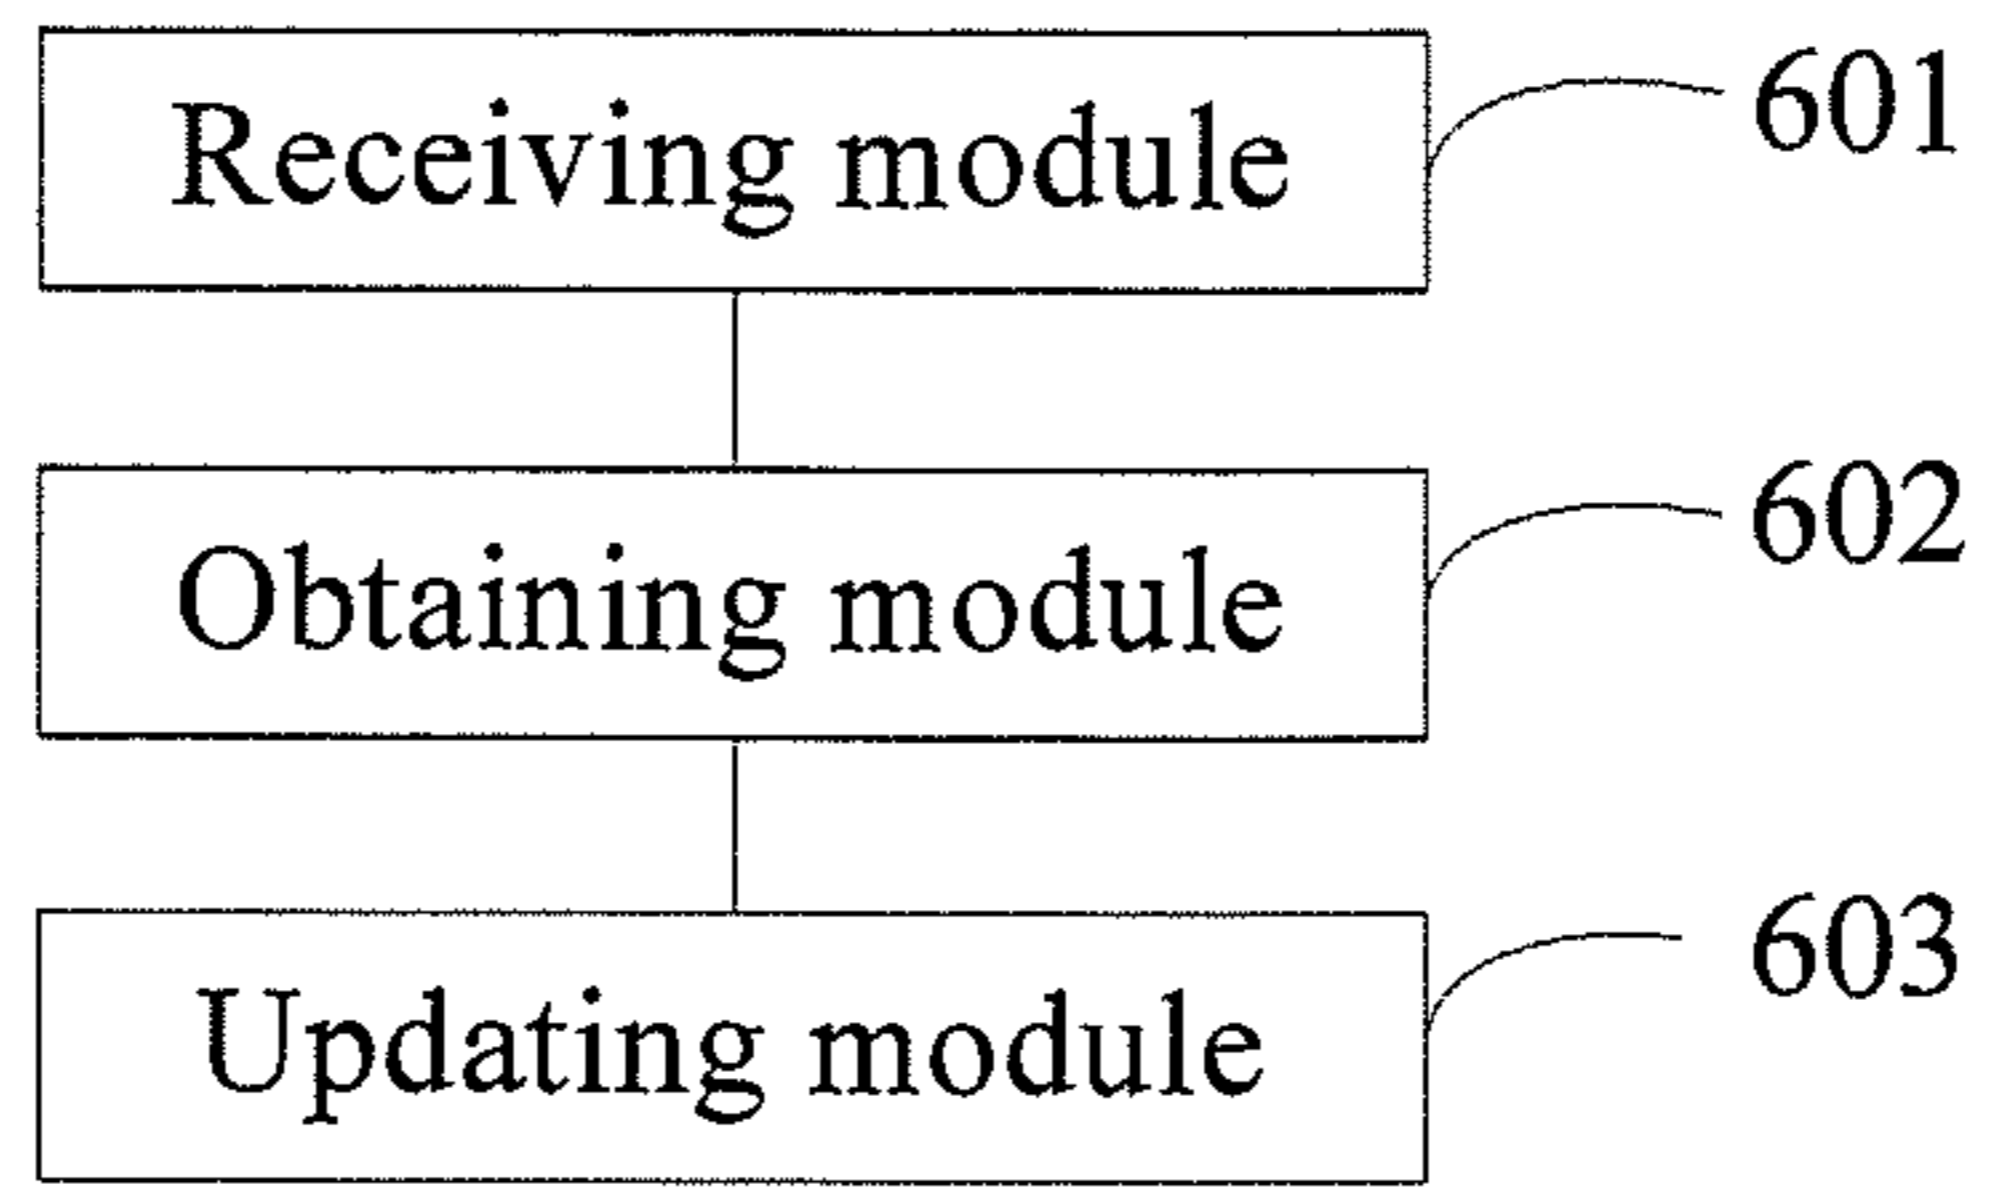 Receiving module 601
Obtaining module 602
Updating module 603